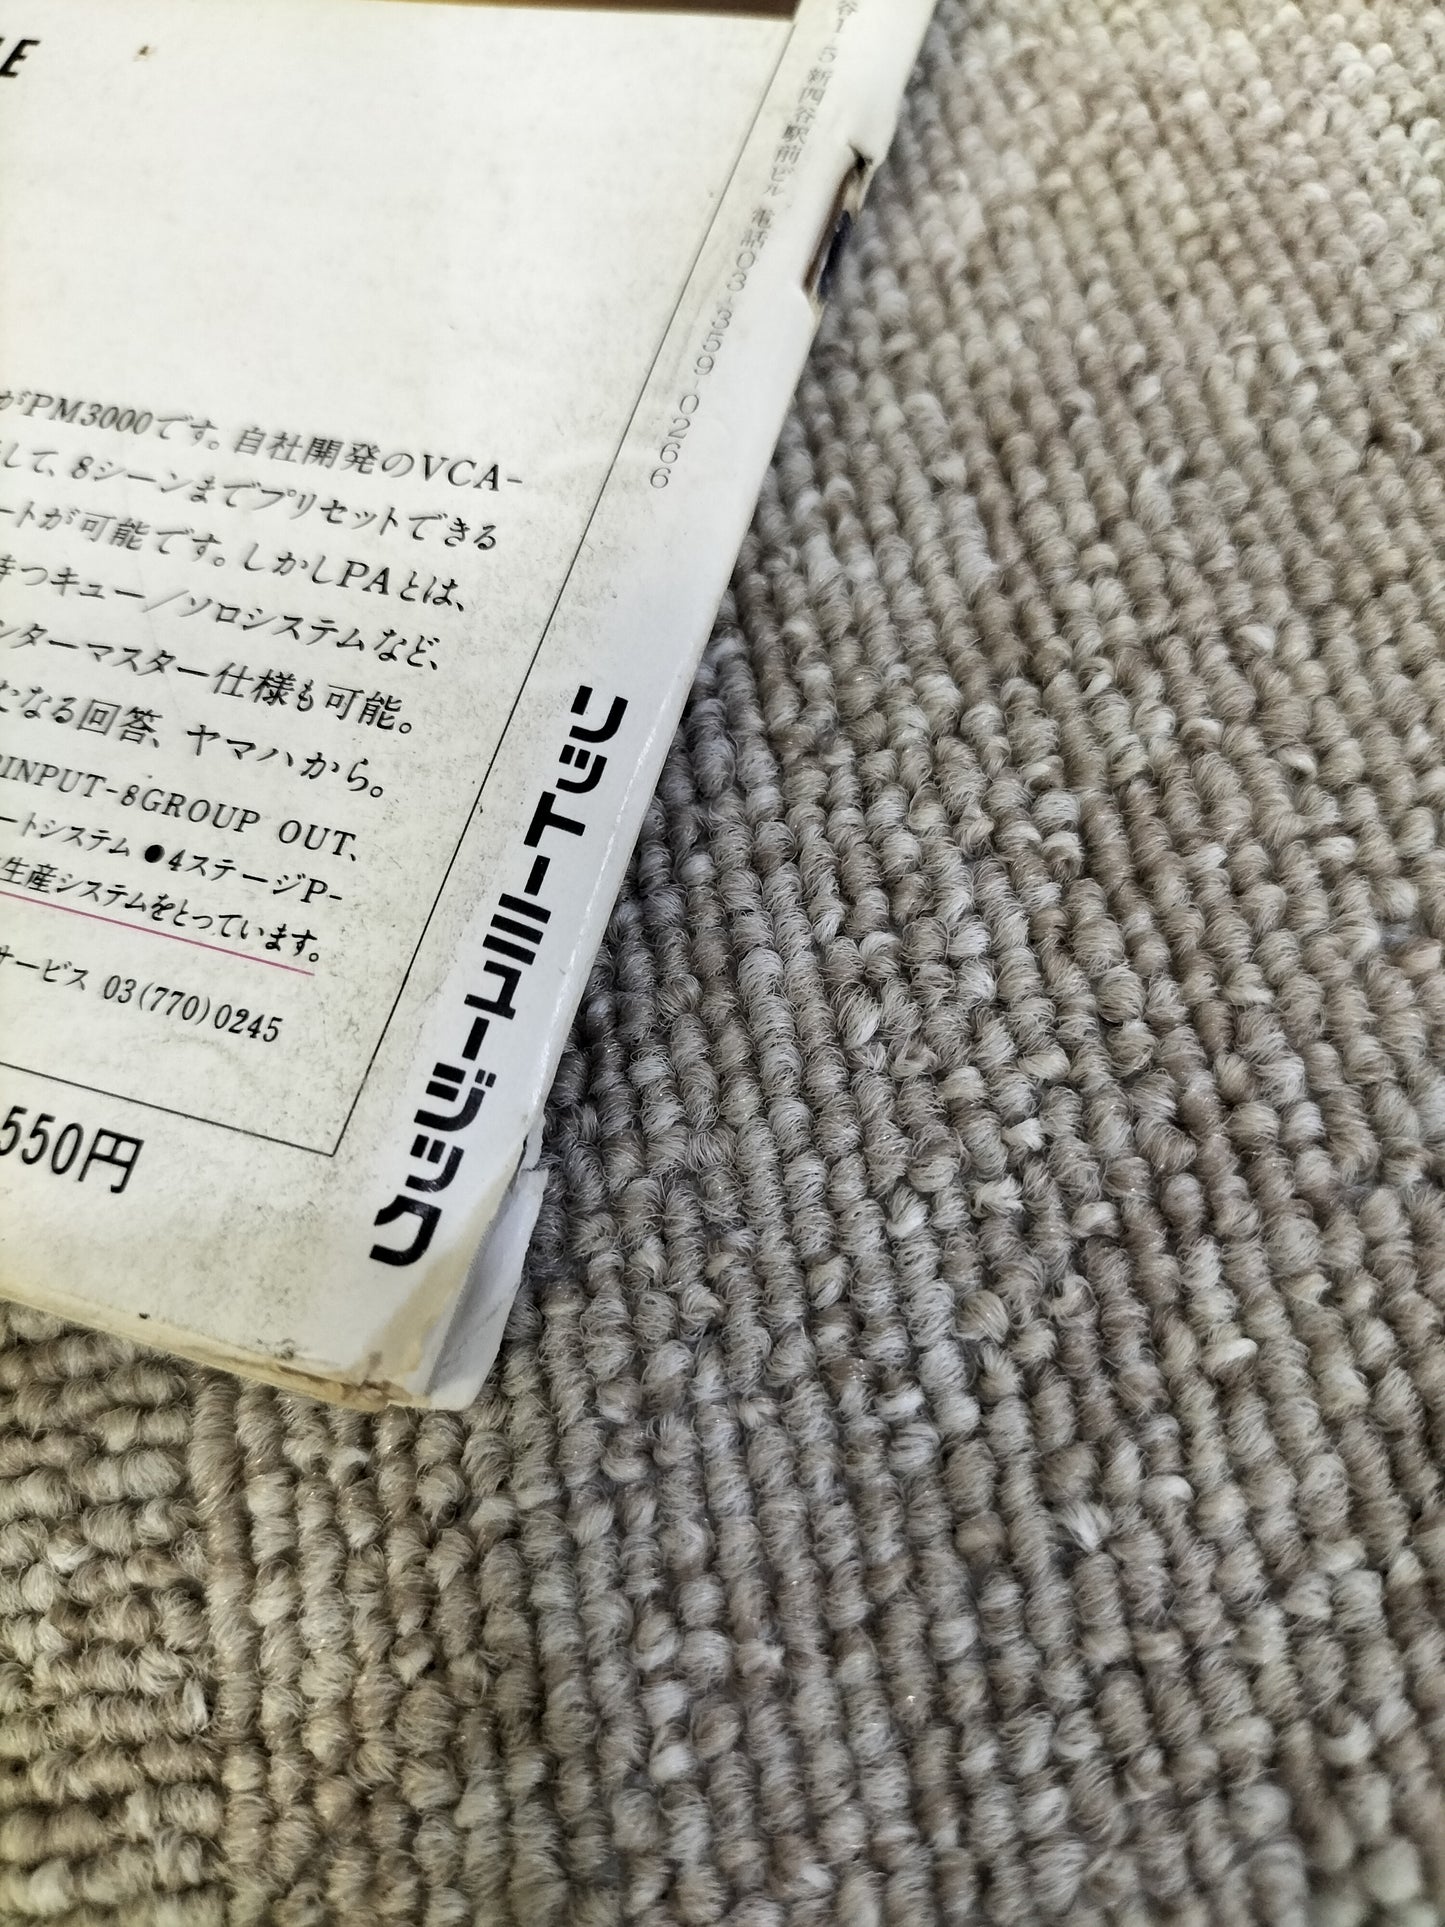 LE
がPM3000です。自社開発のVCA-
して、8シーンまでプリセットできる
ートが可能です。しかしPAとは、
持つキュー／ソロシステムなど、
ンターマスター仕様も可能。
たなる回答、ヤマハから。
INPUT-8GROUP OUT、
ートシステム ●4ステージP-
生産システムをとっています。
サービス 03(770)0245
550円
谷1-5 新四谷駅前ビル 電話03-359-0266
リットーミュージック